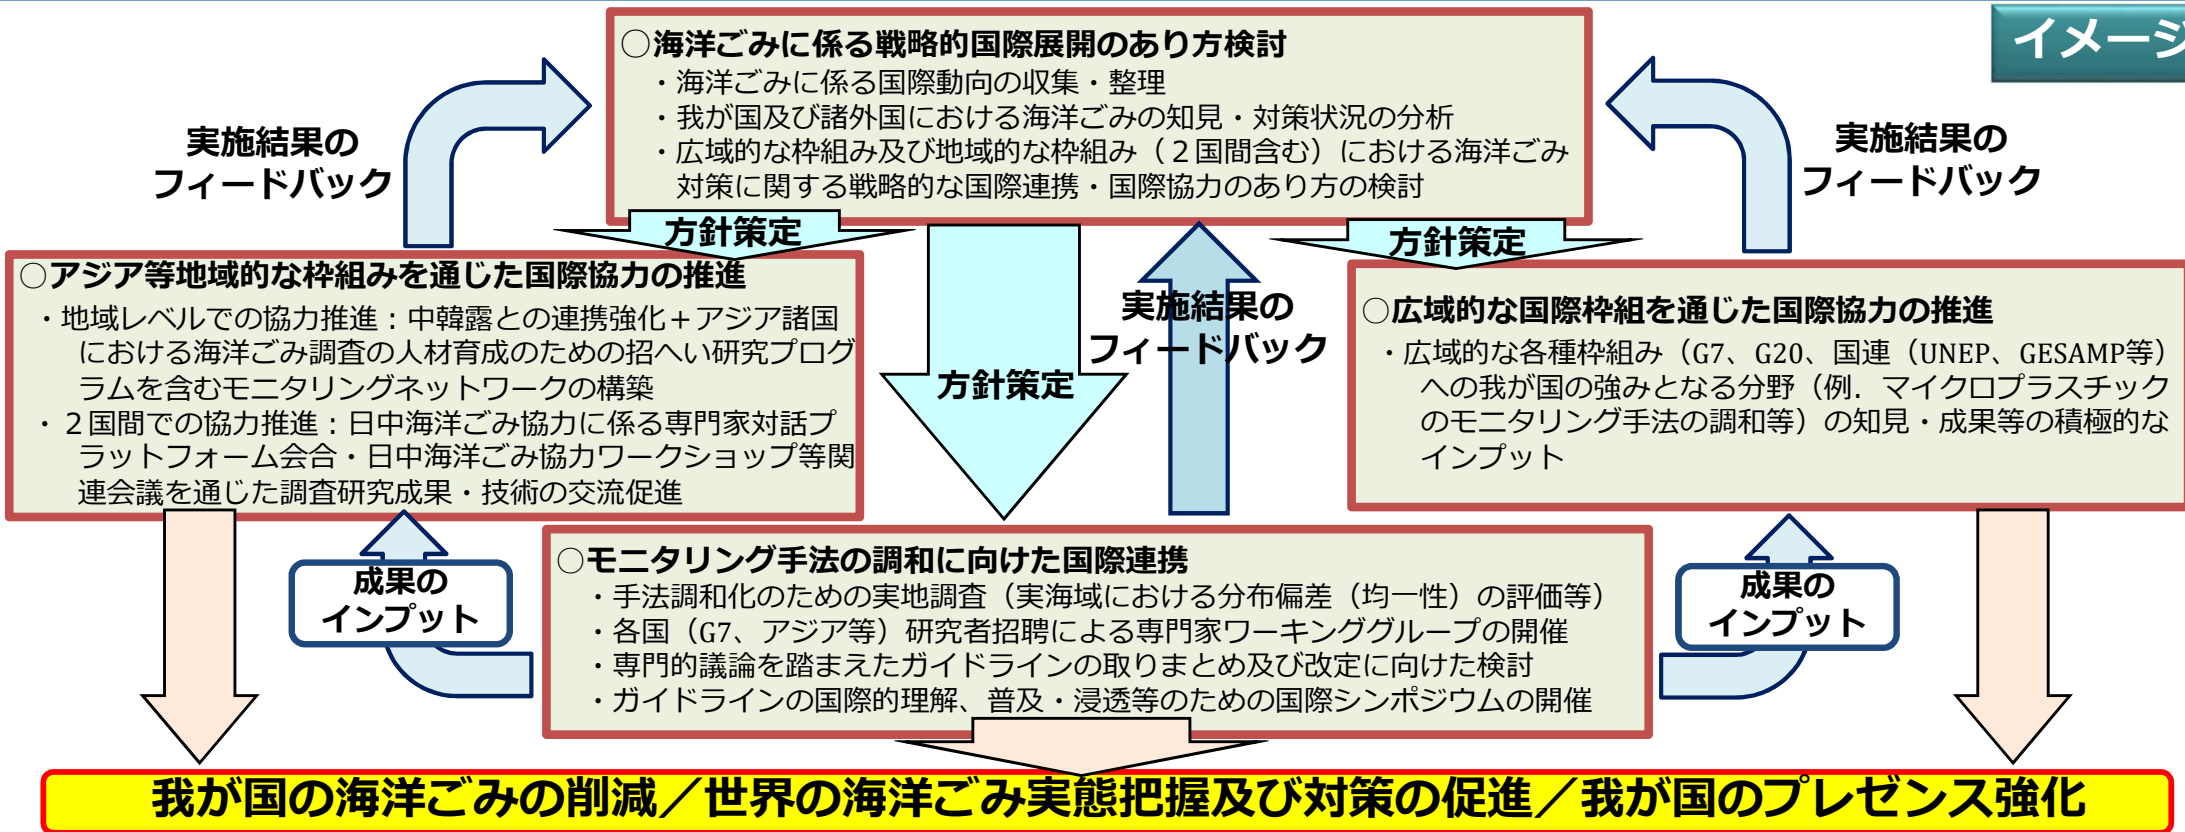 イメージ
○海洋ごみに係る戦略的国際展開のあり方検討
・海洋ごみに係る国際動向の収集・整理
・我が国及び諸外国における海洋ごみの知見・対策状況の分析
・広域的な枠組み及び地域的な枠組み（２国間含む）における海洋ごみ
対策に関する戦略的な国際連携・国際協力のあり方の検討
実施結果の
フィードバック
実施結果の
フィードバック
方針策定
方針策定
○アジア等地域的な枠組みを通じた国際協力の推進
・地域レベルでの協力推進：中韓露との連携強化＋アジア諸国
における海洋ごみ調査の人材育成のための招へい研究プログ
ラムを含むモニタリングネットワークの構築
・２国間での協力推進：日中海洋ごみ協力に係る専門家対話プ
ラットフォーム会合・日中海洋ごみ協力ワークショップ等関
連会議を通じた調査研究成果・技術の交流促進
方針策定
実施結果の
フィードバック
○広域的な国際枠組を通じた国際協力の推進
・広域的な各種枠組み（G7、G20、国連（UNEP、GESAMP等）
への我が国の強みとなる分野（例．マイクロプラスチック
のモニタリング手法の調和等）の知見・成果等の積極的な
インプット
成果の
インプット
○モニタリング手法の調和に向けた国際連携
・手法調和化のための実地調査（実海域における分布偏差（均一性）の評価等）
・各国（G7、アジア等）研究者招聘による専門家ワーキンググループの開催
・専門的議論を踏まえたガイドラインの取りまとめ及び改定に向けた検討
・ガイドラインの国際的理解、普及・浸透等のための国際シンポジウムの開催
成果の
インプット
我が国の海洋ごみの削減／世界の海洋ごみ実態把握及び対策の促進／我が国のプレゼンス強化